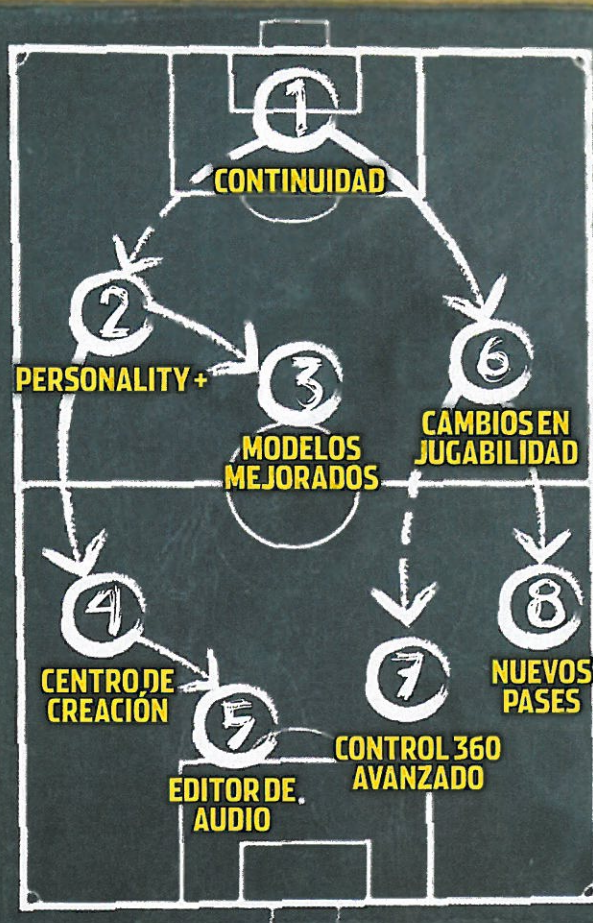 1
CONTINUIDAD
2
PERSONALITY +
3
MODELOS
MEJORADOS
6
CAMBIOS EN
JUGABILIDAD
4
CENTRO DE
CREACIÓN
5
EDITOR DE
AUDIO
7
CONTROL 360
AVANZADO
8
NUEVOS
PASES